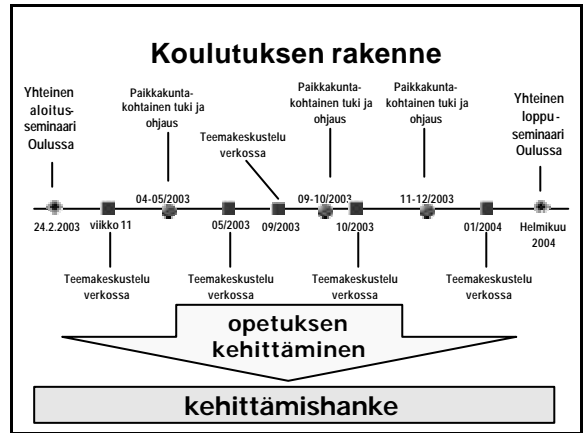 Koulutuksen rakenne
Yhteinen
aloitus-
seminaari
Oulussa
Paikkakunta-
kohtainen tuki ja
ohjaus
Teemakeskustelu
verkossa
Paikkakunta-
kohtainen tuki ja
ohjaus
Paikkakunta-
kohtainen tuki ja
ohjaus
Yhteinen
loppu-
seminaari
Oulussa
24.2.2003
viikko 11
04-05/2003
05/2003
09/2003
09-10/2003
10/2003
11-12/2003
01/2004
Helmikuu
2004
Teemakeskustelu
verkossa
Teemakeskustelu
verkossa
Teemakeskustelu
verkossa
Teemakeskustelu
verkossa
opetuksen
kehittäminen
kehittämishanke